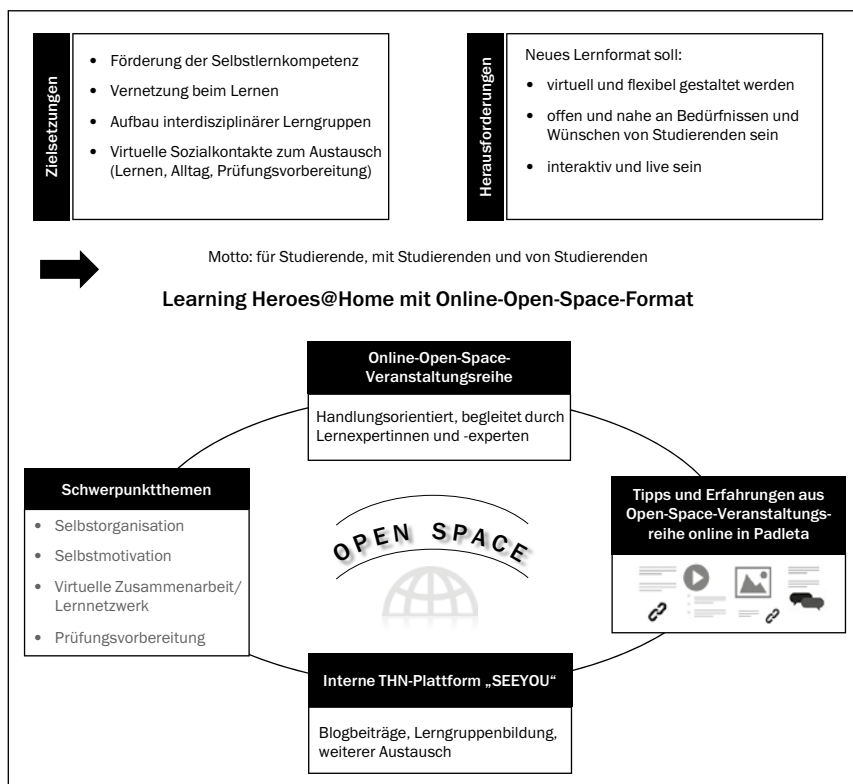 Zielsetzungen
• Förderung der Selbstlernkompetenz
• Vernetzung beim Lernen
• Aufbau interdisziplinärer Lerngruppen
• Virtuelle Sozialkontakte zum Austausch
(Lernen, Alltag, Prüfungsvorbereitung)
Herausforderungen
Neues Lernformat soll:
• virtuell und flexibel gestaltet werden
• offen und nahe an Bedürfnissen und
Wünschen von Studierenden sein
• interaktiv und live sein
Motto: für Studierende, mit Studierenden und von Studierenden
Learning Heroes@Home mit Online-Open-Space-Format
Online-Open-Space-
Veranstaltungsreihe
Handlungsorientiert, begleitet durch
Lernexpertinnen und -experten
Schwerpunktthemen
• Selbstorganisation
• Selbstmotivation
• Virtuelle Zusammenarbeit/
Lernnetzwerk
• Prüfungsvorbereitung
OPEN SPACE
Tipps und Erfahrungen aus
Open-Space-Veranstaltungs-
reihe online in Padleta
Interne THN-Plattform „SEEYOU“
Blogbeiträge, Lerngruppenbildung,
weiterer Austausch